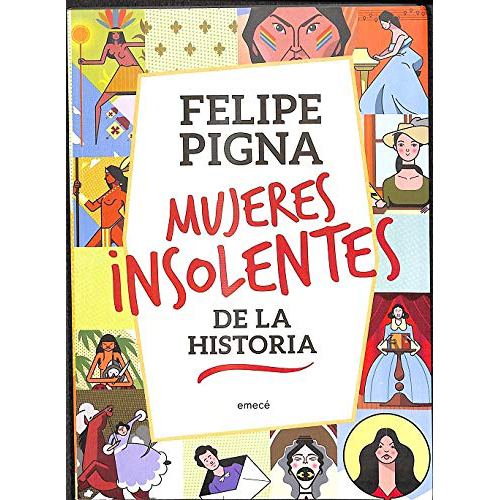 FELIPE
PIGNA
MUJERES
iNSOLENTES
DE LA
HISTORIA
emecé